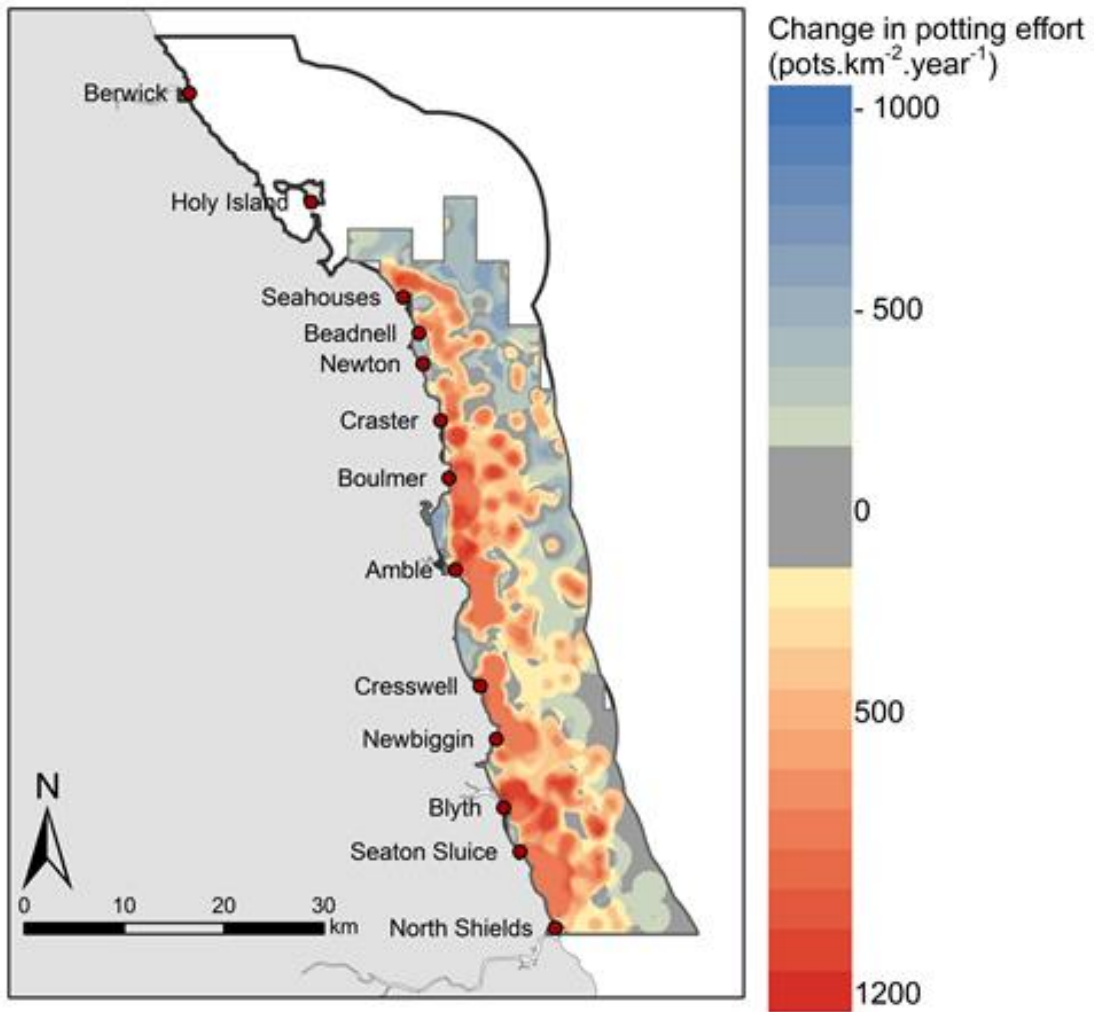 Change in potting effort
(pots.km⁻².year⁻¹)
- 1000
- 500
0
500
1200
Berwick
Holy Island
Seahouses
Beadnell
Newton
Craster
Boulmer
Amble
Cresswell
Newbiggin
Blyth
Seaton Sluice
North Shields
N
0 10 20 30
km